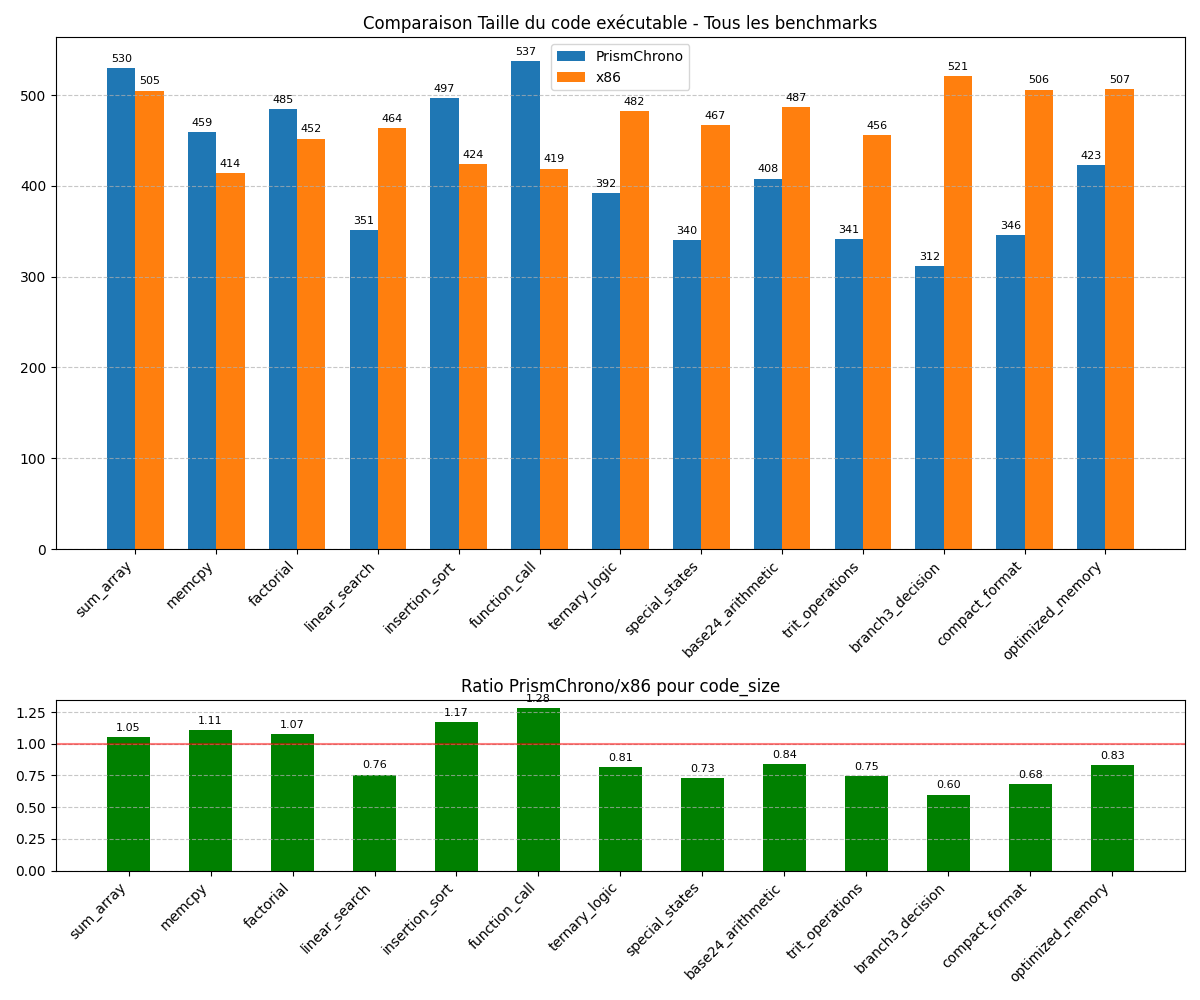 Comparaison Taille du code exécutable - Tous les benchmarks
PrismChrono
x86
530
505
459
414
485
452
351
464
497
424
537
419
392
482
340
467
408
487
341
456
312
521
346
506
423
507
500
400
300
200
100
0
sum_array
memcpy
factorial
linear_search
insertion_sort
function_call
ternary_logic
special_states
base24_arithmetic
trit_operations
branch3_decision
compact_format
optimized_memory
Ratio PrismChrono/x86 pour code_size
1.05
1.11
1.07
0.76
1.17
1.28
0.81
0.73
0.84
0.75
0.60
0.68
0.83
1.25
1.00
0.75
0.50
0.25
0.00
sum_array
memcpy
factorial
linear_search
insertion_sort
function_call
ternary_logic
special_states
base24_arithmetic
trit_operations
branch3_decision
compact_format
optimized_memory